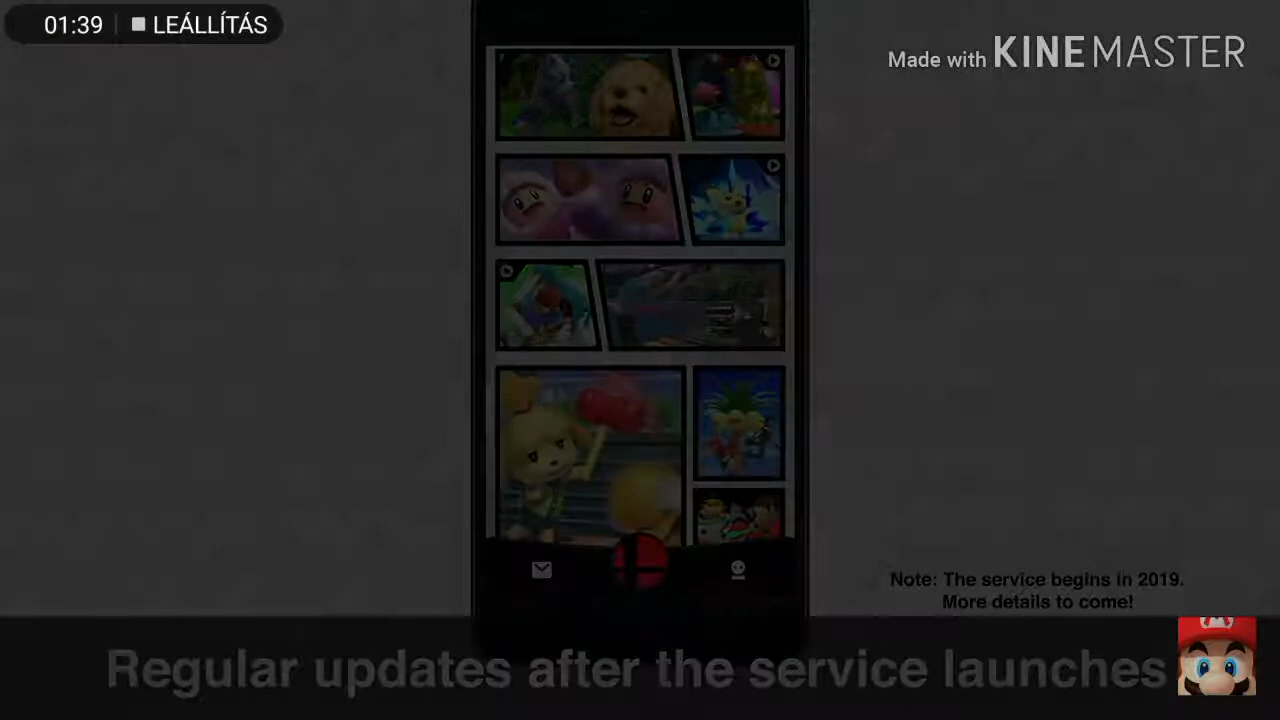 01:39 LEÁLLÍTÁS
Made with KINEMASTER
Note: The service begins in 2019.
More details to come!
Regular updates after the service launches
M